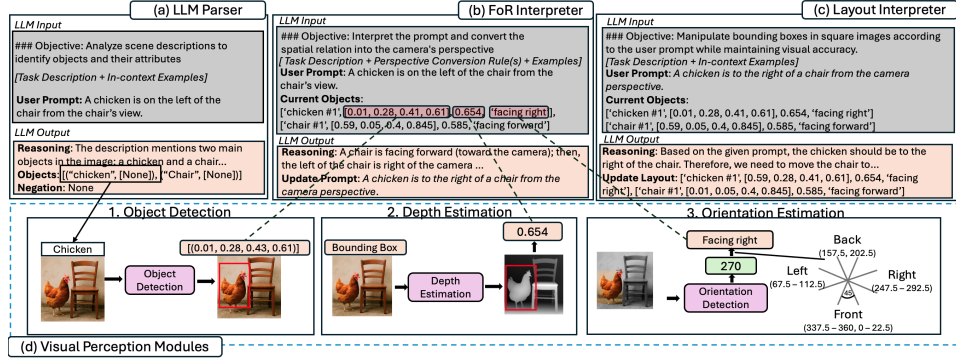 (a) LLM Parser
LLM Input
### Objective: Analyze scene descriptions to
identify objects and their attributes
[Task Description + In-context Examples]
User Prompt: A chicken is on the left of the
chair from the chair's view.
LLM Output
Reasoning: The description mentions two main
objects in the image: a chicken and a chair...
Objects: [("chicken", [None]), ("Chair", [None])]
Negation: None
(b) FoR Interpreter
LLM Input
### Objective: Interpret the prompt and convert the
spatial relation into the camera's perspective
[Task Description + Perspective Conversion Rule(s) + Examples]
User Prompt: A chicken is on the left of the chair from the
chair's view.
Current Objects:
['chicken #1', [0.01, 0.28, 0.41, 0.61], 0.654, 'facing right'],
['chair #1', [0.59, 0.05, 0.4, 0.845], 0.585, 'facing forward']
LLM Output
Reasoning: A chair is facing forward (toward the camera); then,
the left of the chair is right of the camera ...
Update Prompt: A chicken is to the right of a chair from the
camera perspective.
(c) Layout Interpreter
LLM Input
### Objective: Manipulate bounding boxes in square images according
to the user prompt while maintaining visual accuracy.
[Task Description + In-context Examples]
User Prompt: A chicken is to the right of a chair from the camera
perspective.
Current Objects:
['chicken #1', [0.01, 0.28, 0.41, 0.61], 0.654, 'facing right']
['chair #1', [0.59, 0.05, 0.4, 0.845], 0.585, 'facing forward']
LLM Output
Reasoning: Based on the given prompt, the chicken should be to the
right of the chair. Therefore, we need to move the chair to...
Update Layout: ['chicken #1', [0.59, 0.28, 0.41, 0.61], 0.654, 'facing
right'], ['chair #1', [0.01, 0.05, 0.4, 0.845], 0.585, 'facing forward']
1. Object Detection
Chicken
Object
Detection
[(0.01, 0.28, 0.43, 0.61)]
2. Depth Estimation
Bounding Box
Depth
Estimation
0.654
3. Orientation Estimation
Facing right
270
Orientation
Detection
Back
(157.5, 202.5)
Left
(67.5 – 112.5)
Right
(247.5 – 292.5)
45
Front
(337.5 – 360, 0 – 22.5)
(d) Visual Perception Modules